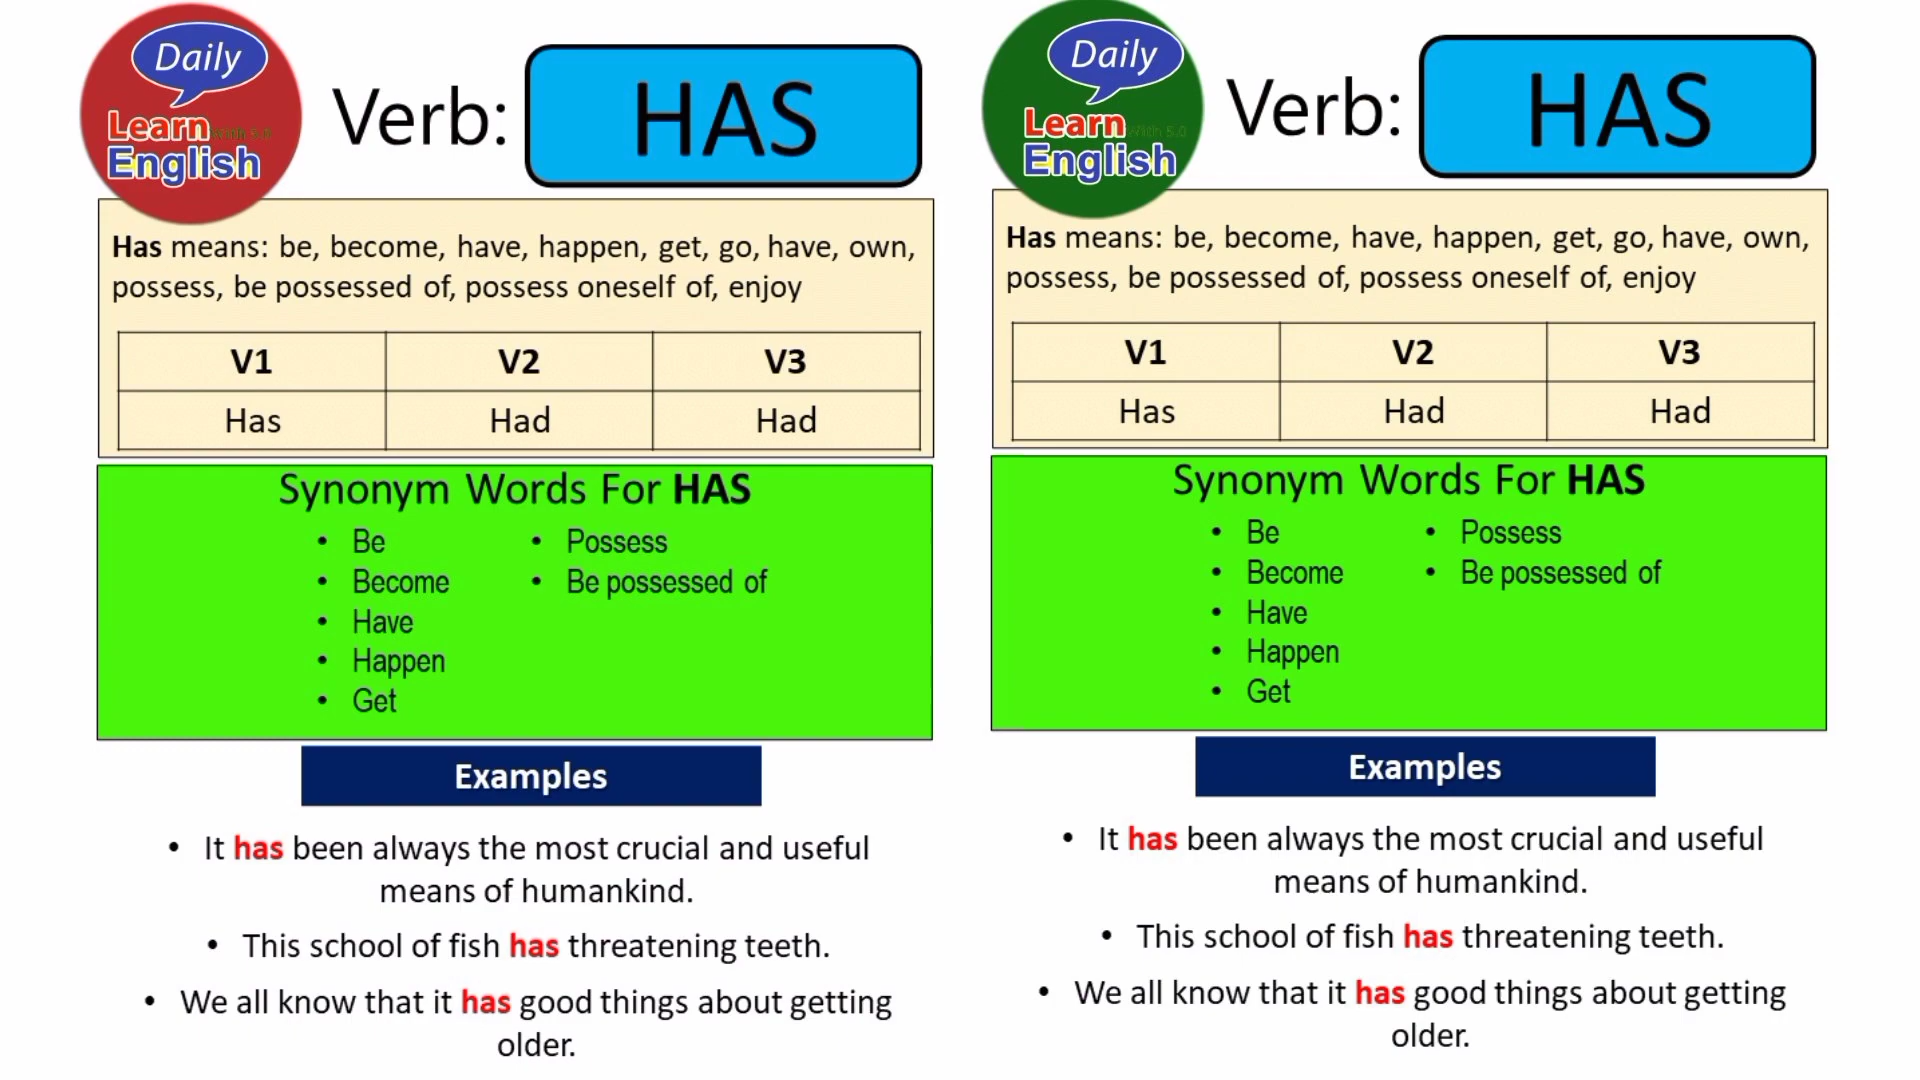 Daily
Learn With 5.0
English
Verb: HAS
Has means: be, become, have, happen, get, go, have, own,
possess, be possessed of, possess oneself of, enjoy
V1 V2 V3
Has Had Had
Synonym Words For HAS
• Be • Possess
• Become • Be possessed of
• Have
• Happen
• Get
Examples
• It has been always the most crucial and useful
means of humankind.
• This school of fish has threatening teeth.
• We all know that it has good things about getting
older.
Daily
Learn With 5.0
English
Verb: HAS
Has means: be, become, have, happen, get, go, have, own,
possess, be possessed of, possess oneself of, enjoy
V1 V2 V3
Has Had Had
Synonym Words For HAS
• Be • Possess
• Become • Be possessed of
• Have
• Happen
• Get
Examples
• It has been always the most crucial and useful
means of humankind.
• This school of fish has threatening teeth.
• We all know that it has good things about getting
older.